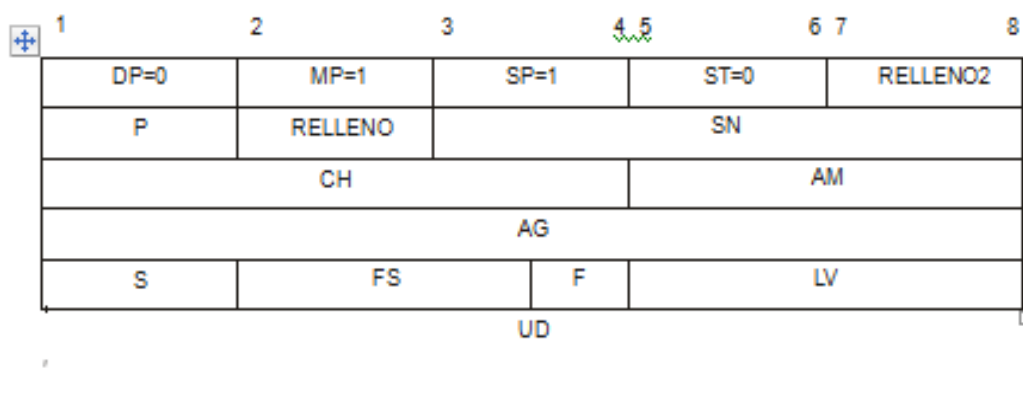 1 2 3 4 5 6 7 8
DP=0 MP=1 SP=1 ST=0 RELLENO2
P RELLENO SN
CH AM
AG
S FS F LV
UD